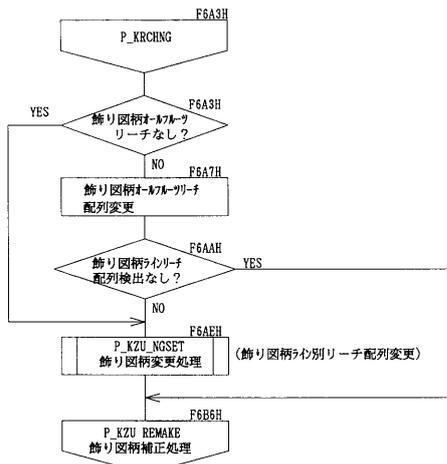 F6A3H
P_KRCHNG
F6A3H
YES
飾り図柄ｵｰﾙﾌﾙｰﾂ
リーチなし？
NO
F6A7H
飾り図柄ｵｰﾙﾌﾙｰﾂリーチ
配列変更
F6AAH
飾り図柄ﾗｲﾝﾘｰﾁ
配列検出なし？
YES
NO
F6AEH
P_KZU_NGSET
飾り図柄変更処理
(飾り図柄ﾗｲﾝ別リーチ配列変更)
F6B6H
P_KZU REMAKE
飾り図柄補正処理